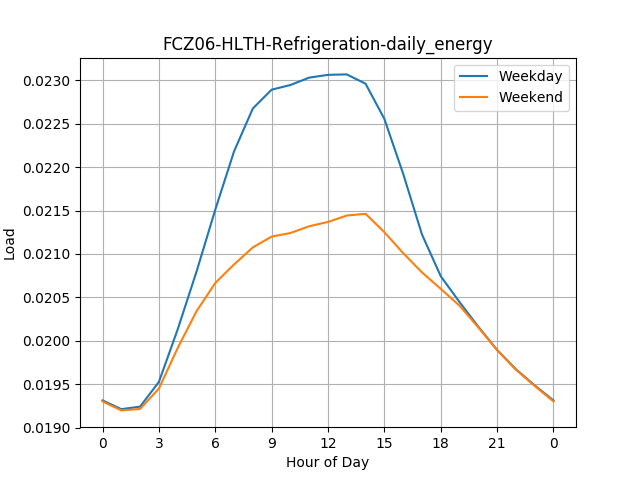 FCZ06-HLTH-Refrigeration-daily_energy
Weekday
Weekend
0.0230
0.0225
0.0220
0.0215
0.0210
0.0205
0.0200
0.0195
0.0190
Load
0 3 6 9 12 15 18 21 0
Hour of Day